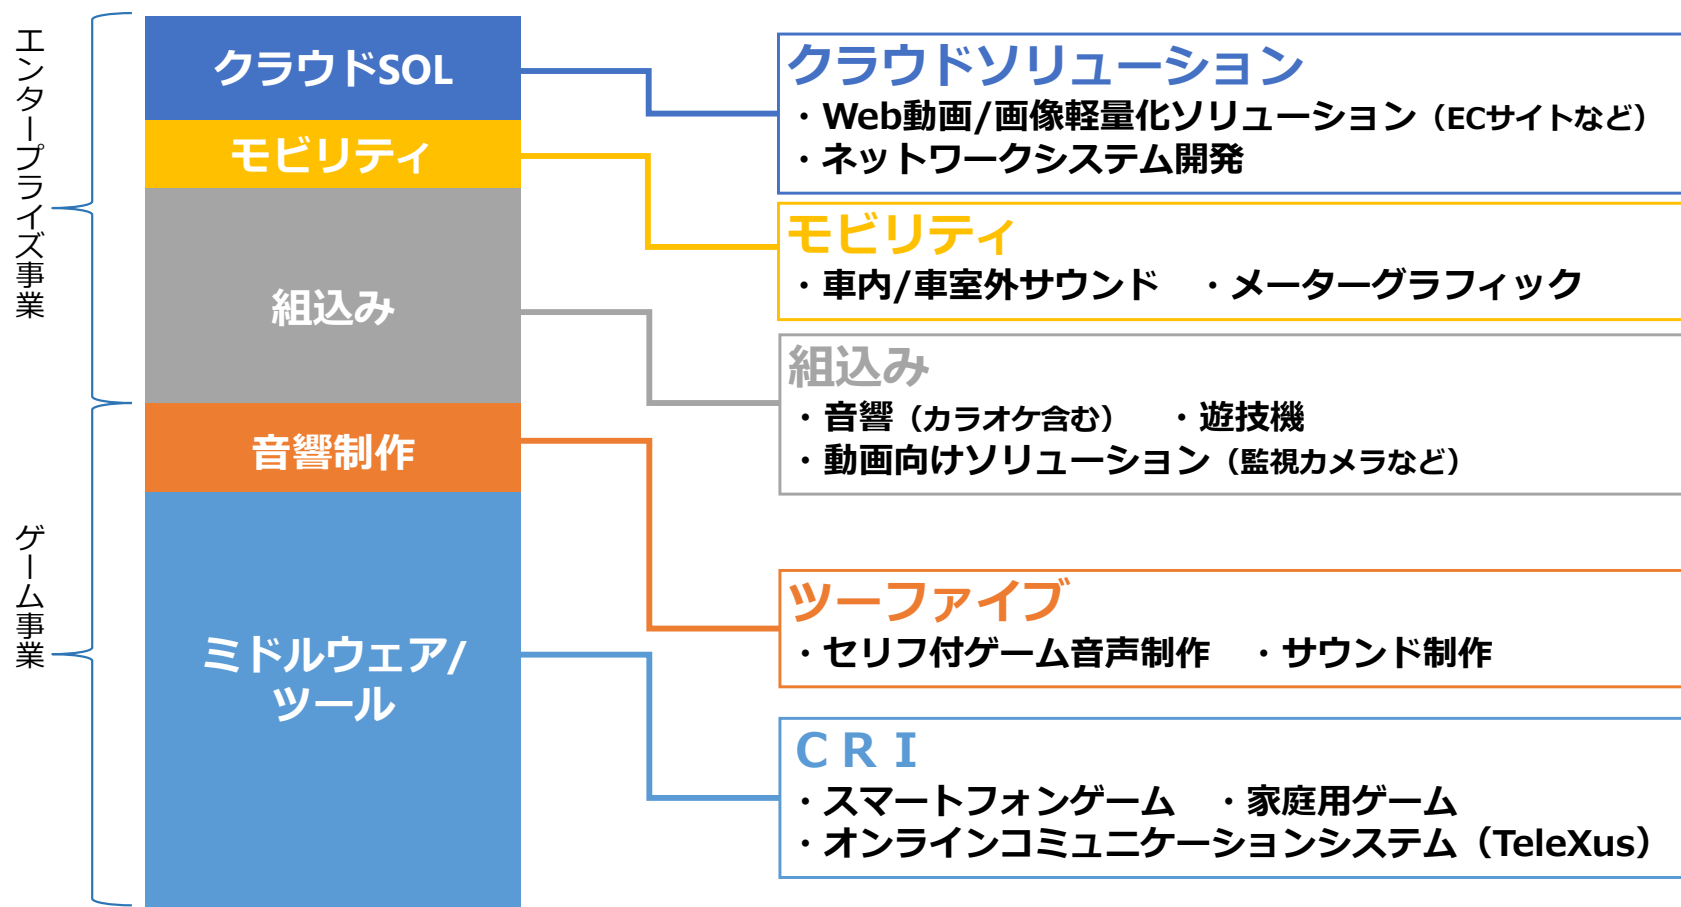 エンタープライズ事業
クラウドSOL
モビリティ
組込み
ゲーム事業
音響制作
ミドルウェア/
ツール
クラウドソリューション
・Web動画/画像軽量化ソリューション（ECサイトなど）
・ネットワークシステム開発
モビリティ
・車内/車室外サウンド　・メーターグラフィック
組込み
・音響（カラオケ含む）　・遊技機
・動画向けソリューション（監視カメラなど）
ツーファイブ
・セリフ付ゲーム音声制作　・サウンド制作
ＣＲＩ
・スマートフォンゲーム　・家庭用ゲーム
・オンラインコミュニケーションシステム（TeleXus）